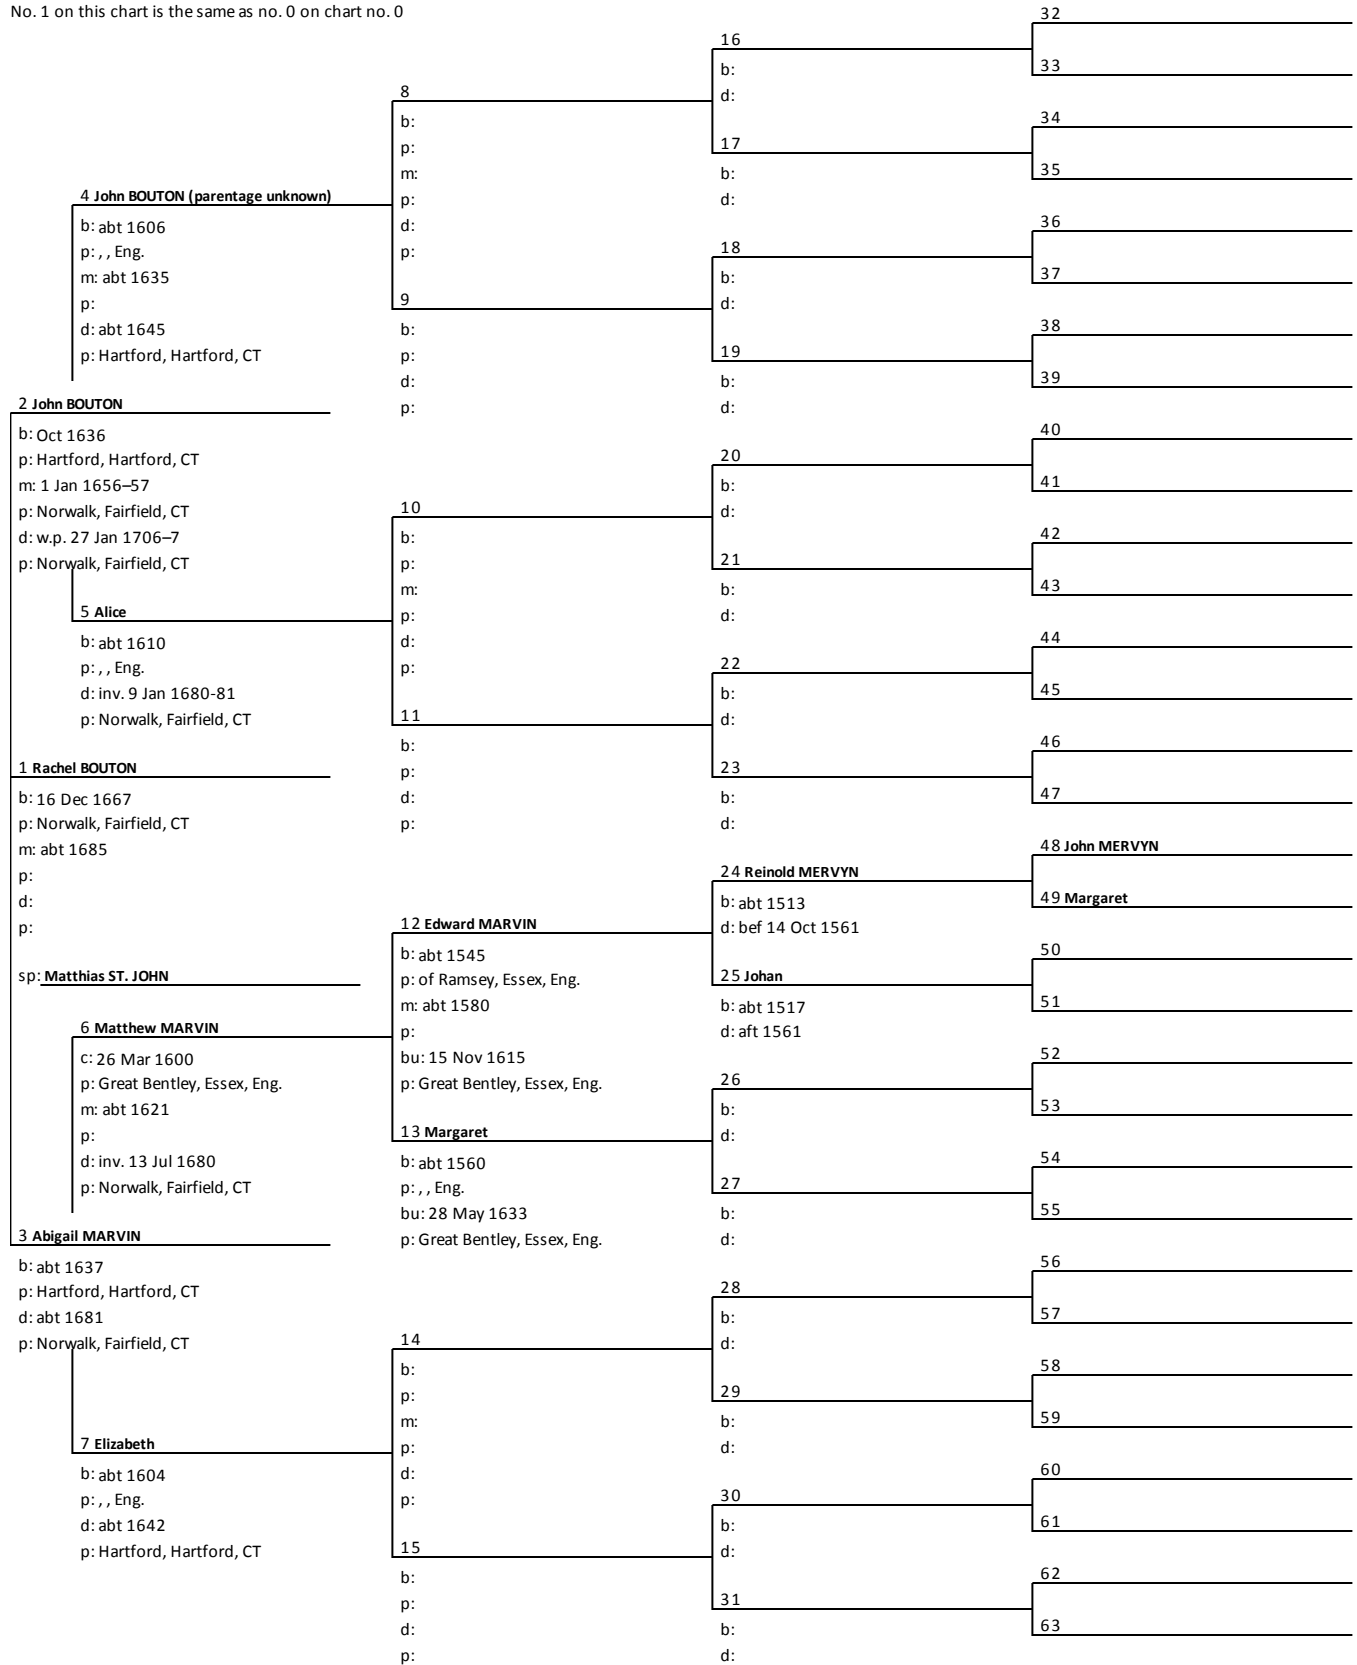 No. 1 on this chart is the same as no. 0 on chart no. 0
4 John BOUTON (parentage unknown)
b: abt 1606
p: , , Eng.
m: abt 1635
p:
d: abt 1645
p: Hartford, Hartford, CT
2 John BOUTON
b: Oct 1636
p: Hartford, Hartford, CT
m: 1 Jan 1656–57
p: Norwalk, Fairfield, CT
d: w.p. 27 Jan 1706–7
p: Norwalk, Fairfield, CT
5 Alice
b: abt 1610
p: , , Eng.
d: inv. 9 Jan 1680-81
p: Norwalk, Fairfield, CT
1 Rachel BOUTON
b: 16 Dec 1667
p: Norwalk, Fairfield, CT
m: abt 1685
p:
d:
p:
sp: Matthias ST. JOHN
6 Matthew MARVIN
c: 26 Mar 1600
p: Great Bentley, Essex, Eng.
m: abt 1621
p:
d: inv. 13 Jul 1680
p: Norwalk, Fairfield, CT
3 Abigail MARVIN
b: abt 1637
p: Hartford, Hartford, CT
d: abt 1681
p: Norwalk, Fairfield, CT
7 Elizabeth
b: abt 1604
p: , , Eng.
d: abt 1642
p: Hartford, Hartford, CT
8
b:
p:
m:
p:
d:
p:
9
b:
p:
d:
p:
10
b:
p:
m:
p:
d:
p:
11
b:
p:
d:
p:
12 Edward MARVIN
b: abt 1545
p: of Ramsey, Essex, Eng.
m: abt 1580
p:
bu: 15 Nov 1615
p: Great Bentley, Essex, Eng.
13 Margaret
b: abt 1560
p: , , Eng.
bu: 28 May 1633
p: Great Bentley, Essex, Eng.
14
b:
p:
m:
p:
d:
p:
15
b:
p:
d:
p:
16
b:
d:
17
b:
d:
18
b:
d:
19
b:
d:
20
b:
d:
21
b:
d:
22
b:
d:
23
b:
d:
24 Reinold MERVYN
b: abt 1513
d: bef 14 Oct 1561
25 Johan
b: abt 1517
d: aft 1561
26
b:
d:
27
b:
d:
28
b:
d:
29
b:
d:
30
b:
d:
31
b:
d:
32
33
34
35
36
37
38
39
40
41
42
43
44
45
46
47
48 John MERVYN
49 Margaret
50
51
52
53
54
55
56
57
58
59
60
61
62
63